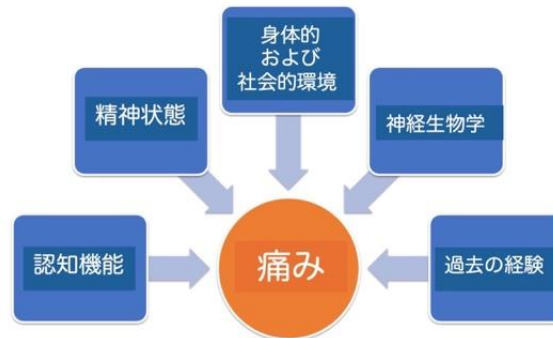 身体的
および
社会的環境
精神状態
神経生物学
認知機能
痛み
過去の経験